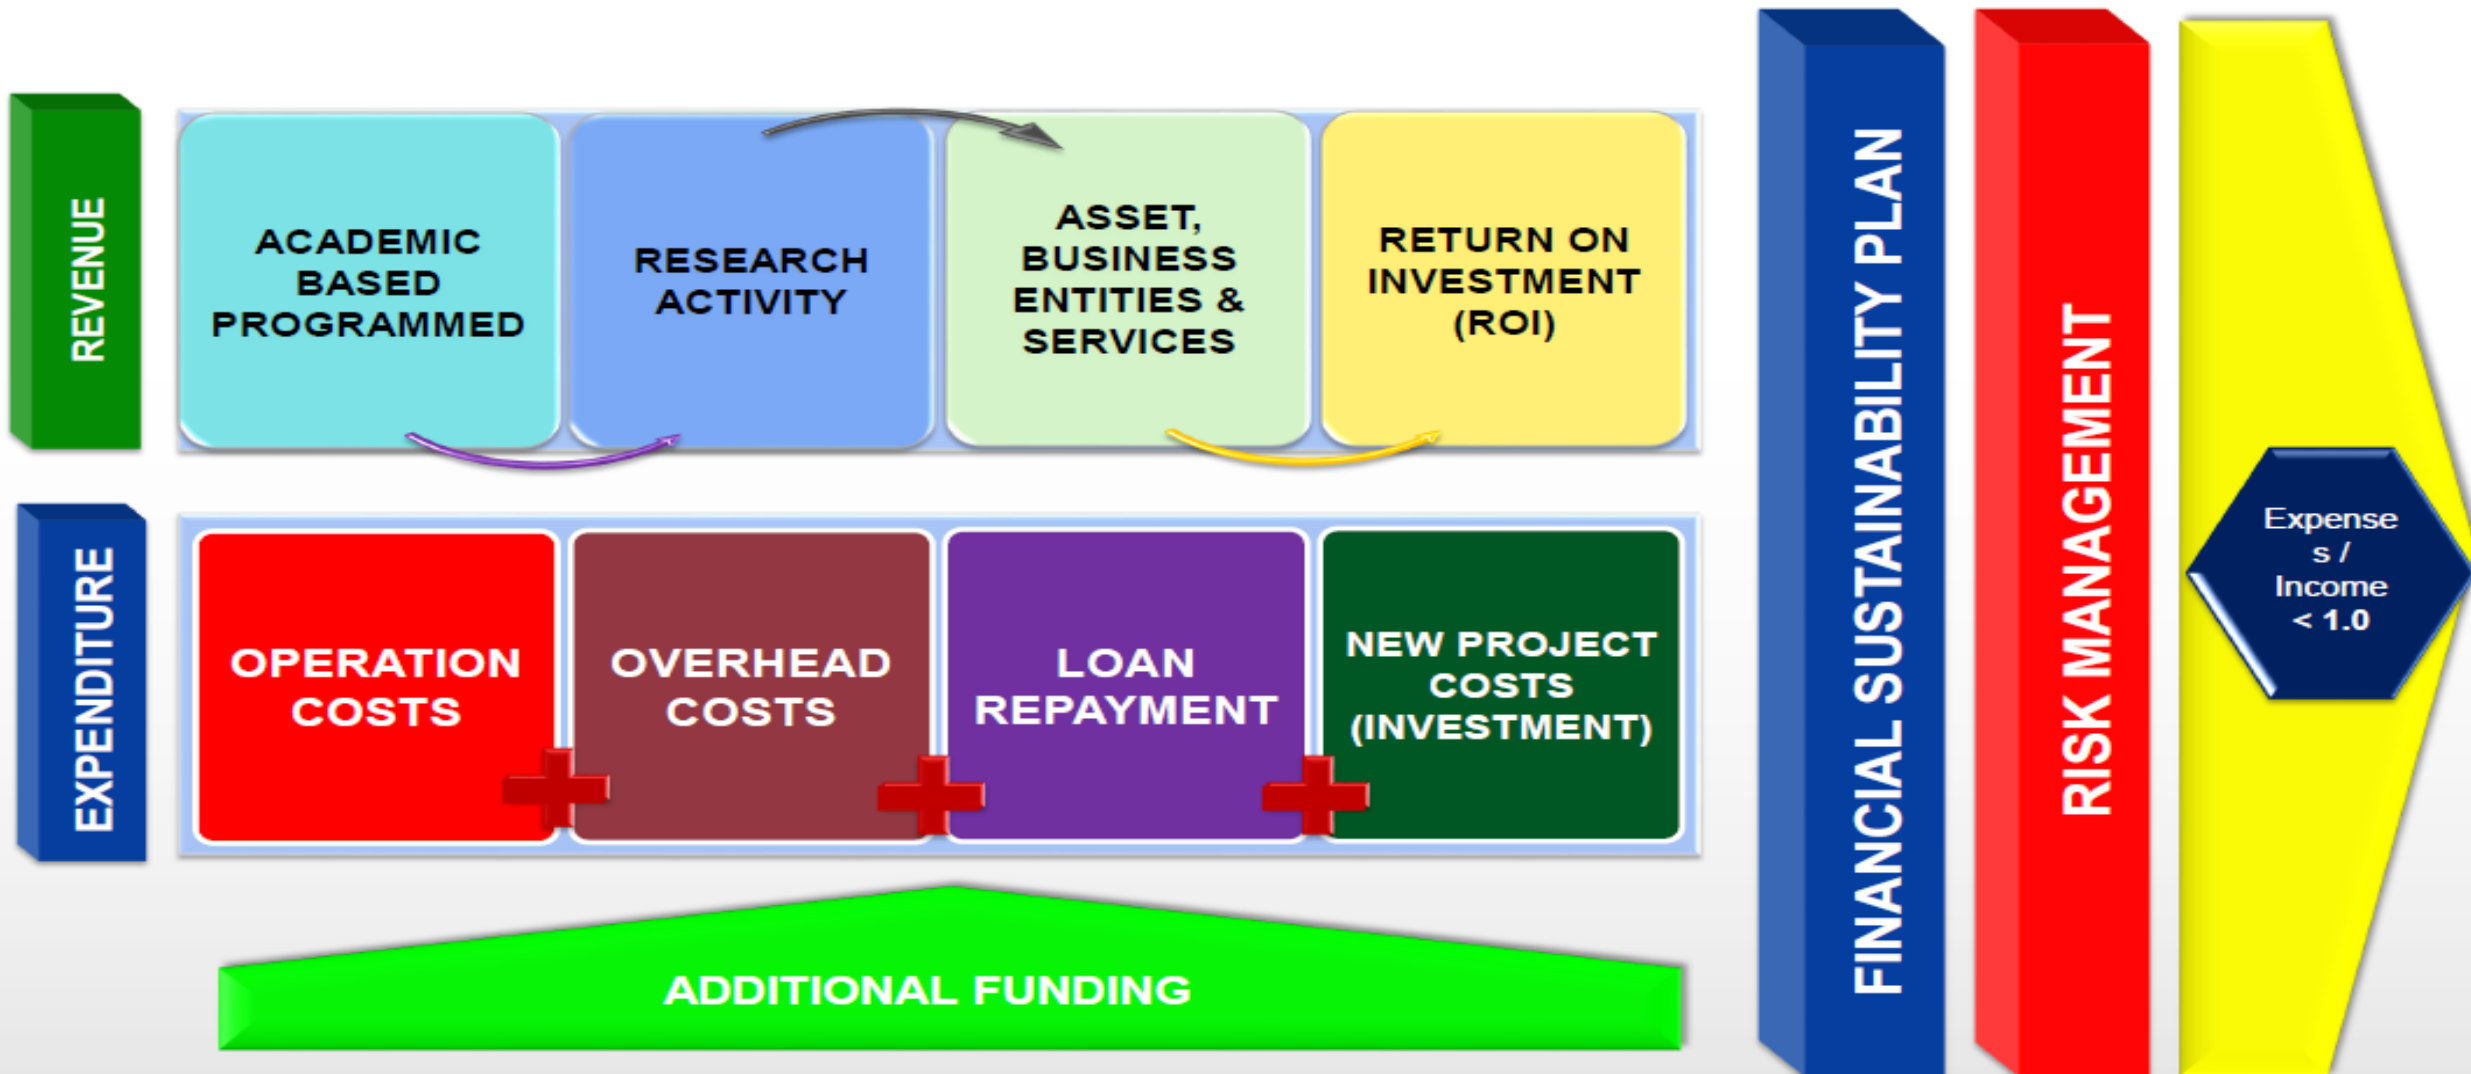 REVENUE
ACADEMIC
BASED
PROGRAMMED
RESEARCH
ACTIVITY
ASSET,
BUSINESS
ENTITIES &
SERVICES
RETURN ON
INVESTMENT
(ROI)
EXPENDITURE
OPERATION
COSTS
OVERHEAD
COSTS
LOAN
REPAYMENT
NEW PROJECT
COSTS
(INVESTMENT)
ADDITIONAL FUNDING
FINANCIAL SUSTAINABILITY PLAN
RISK MANAGEMENT
Expense
s /
Income
< 1.0